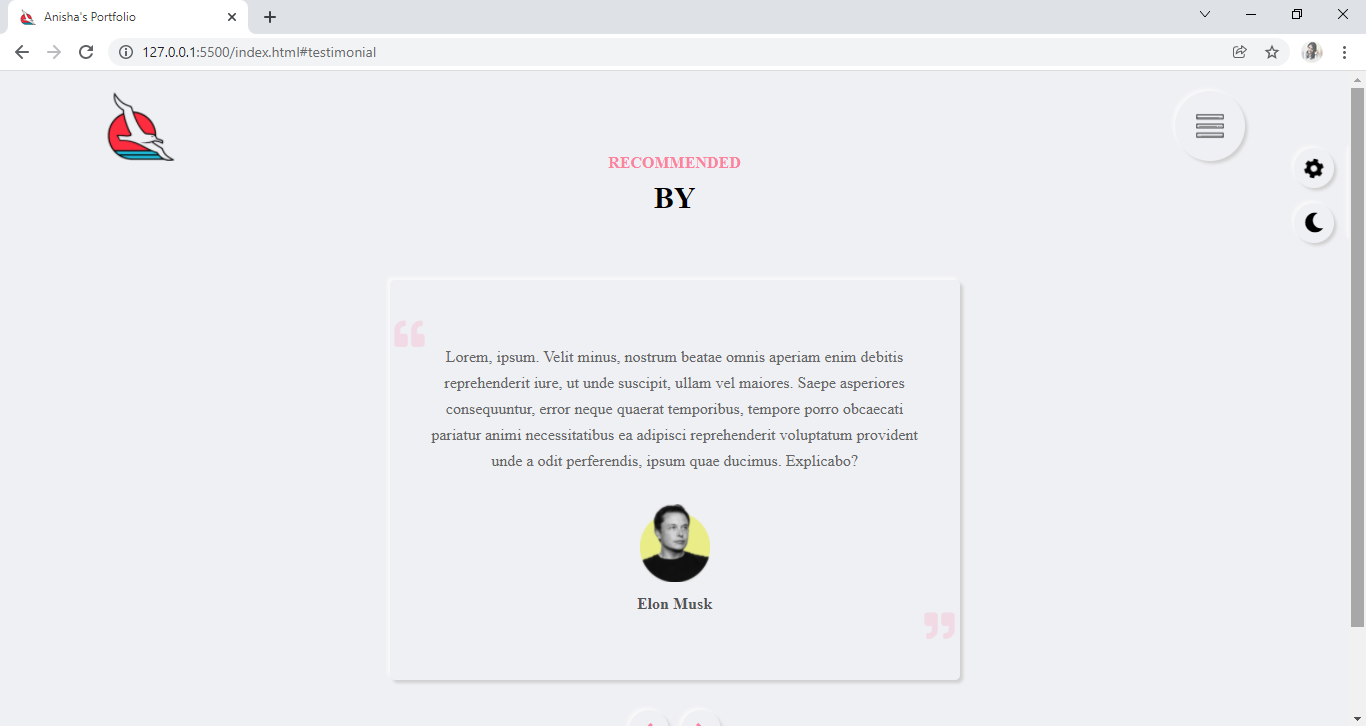 Anisha's Portfolio
127.0.0.1:5500/index.html#testimonial
RECOMMENDED
BY
Lorem, ipsum. Velit minus, nostrum beatae omnis aperiam enim debitis
reprehenderit iure, ut unde suscipit, ullam vel maiores. Saepe asperiores
consequuntur, error neque quaerat temporibus, tempore porro obcaecati
pariatur animi necessitatibus ea adipisci reprehenderit voluptatum provident
unde a odit perferendis, ipsum quae ducimus. Explicabo?
Elon Musk